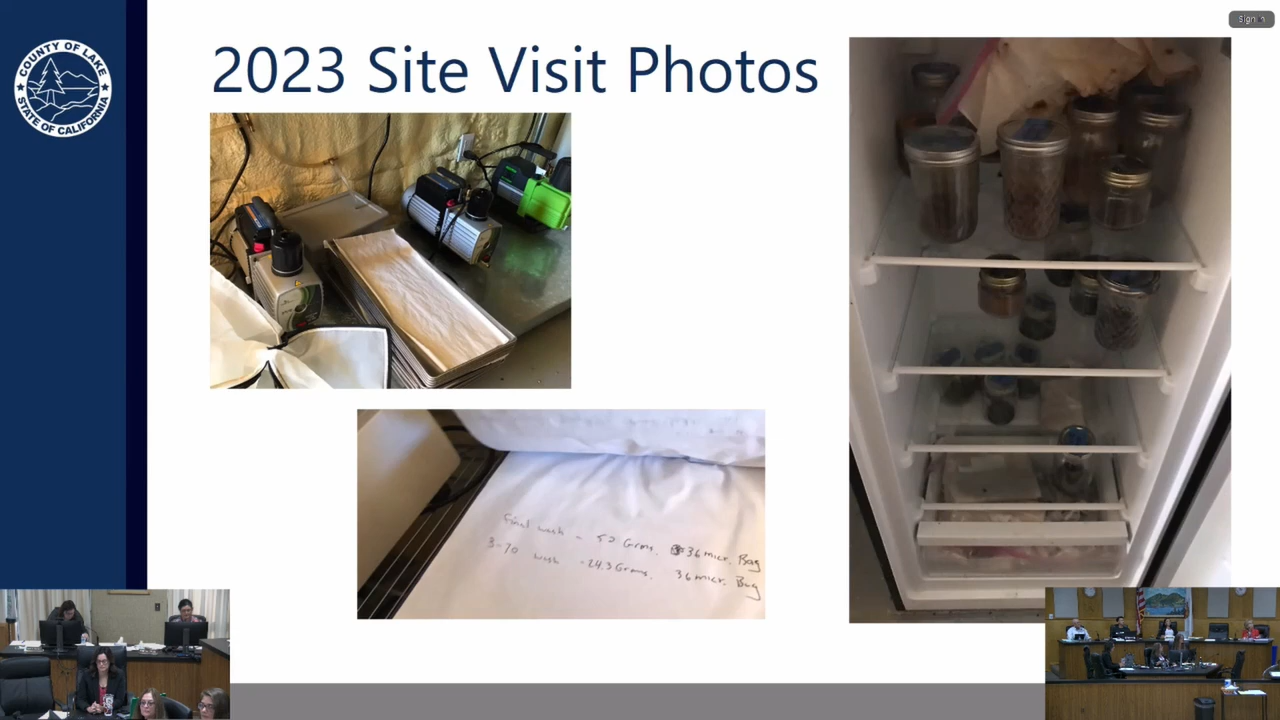 Sign in
COUNTY OF LAKE
STATE OF CALIFORNIA
2023 Site Visit Photos
Final wash - 52 Grams. 36 micr. Bag
3-70 wash - 24.3 Grams. 36 micr. Bag